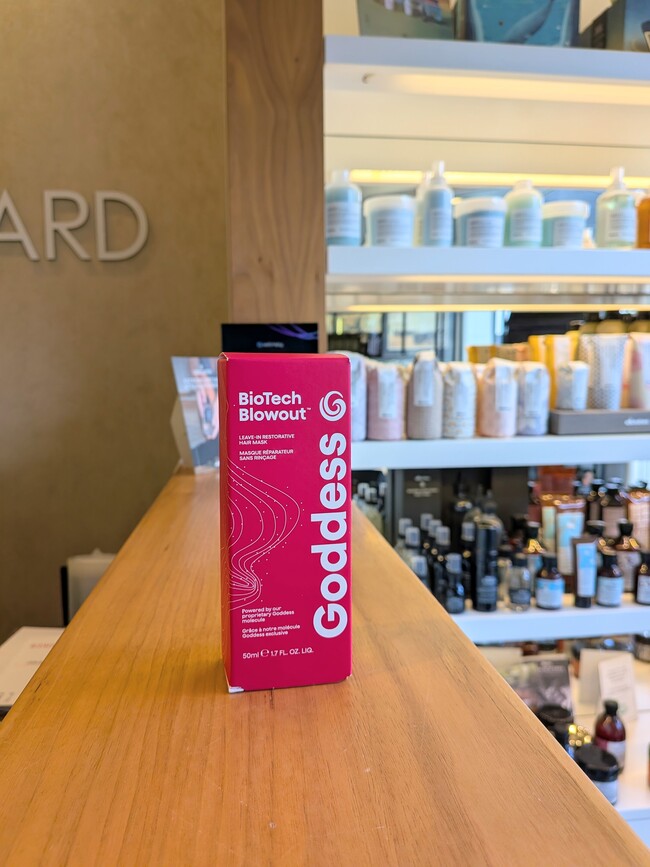 ARD
BioTech
Blowout™
LEAVE-IN RESTORATIVE
HAIR MASK
MASQUE RÉPARATEUR
SANS RINÇAGE
Goddess
Powered by our
proprietary Goddess
molecule
Grâce à notre molécule
Goddess exclusive
50ml ℮ 1.7 FL. OZ. LIQ.